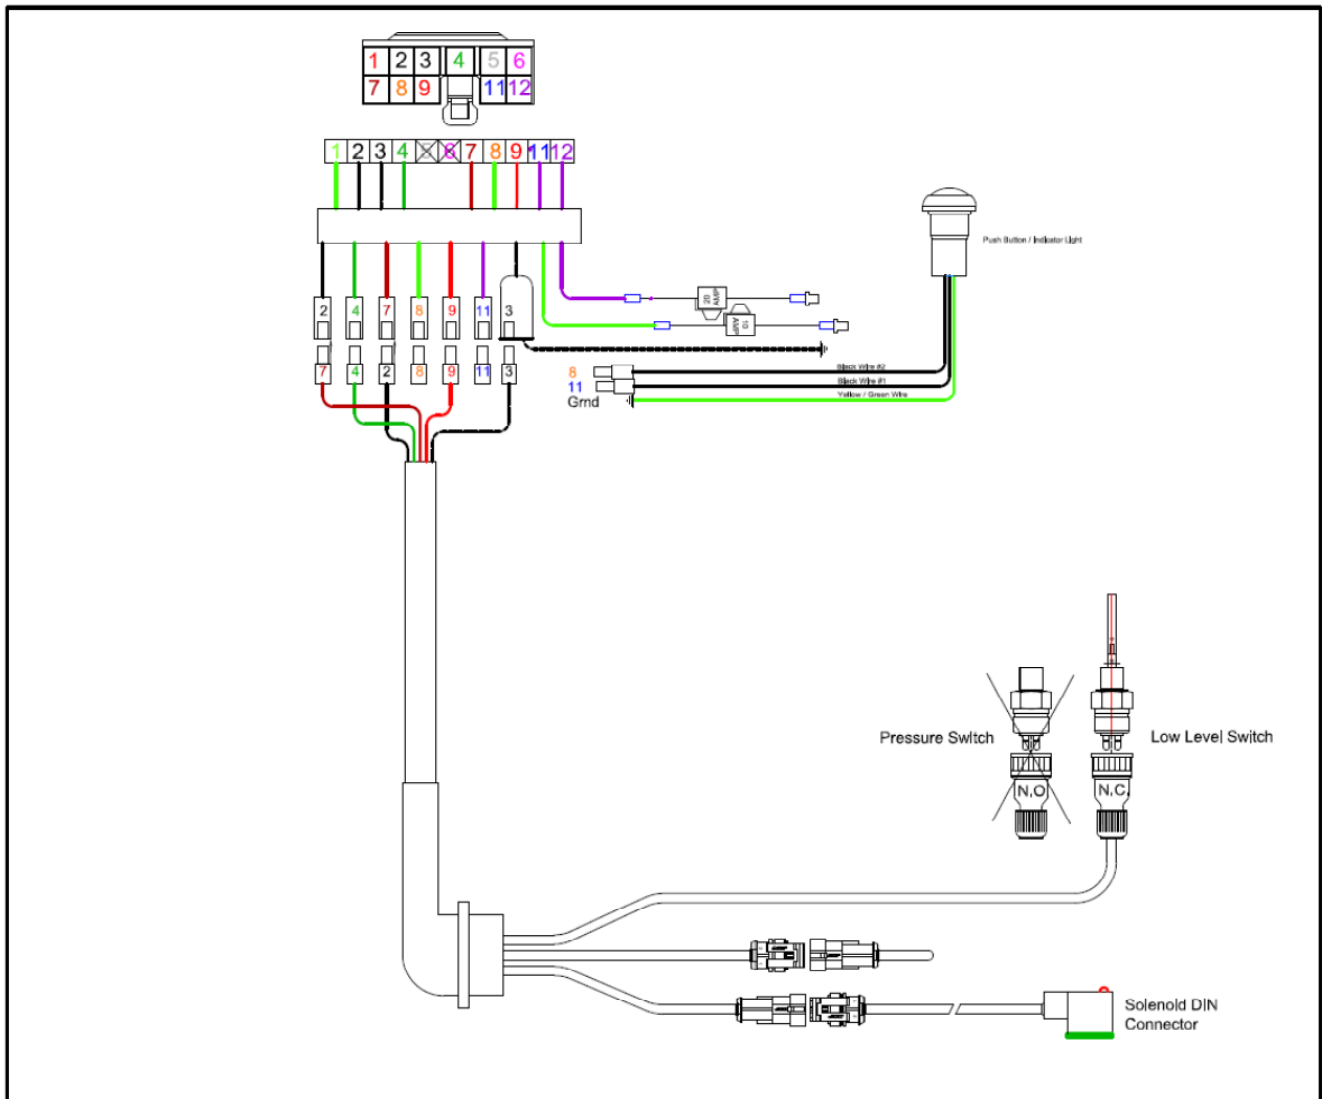 1 2 3 4 5 6
7 8 9 11 12
1 2 3 4 5 6 7 8 9 11 12
Push Button / Indicator Light
20 AMP
10 AMP
2 4 7 8 9 11 3
7 4 2 8 9 11 3
8
11
Grnd
Black Wire #2
Black Wire #1
Yellow / Green Wire
Pressure Switch
Low Level Switch
N.O
N.C.
Solenoid DIN
Connector